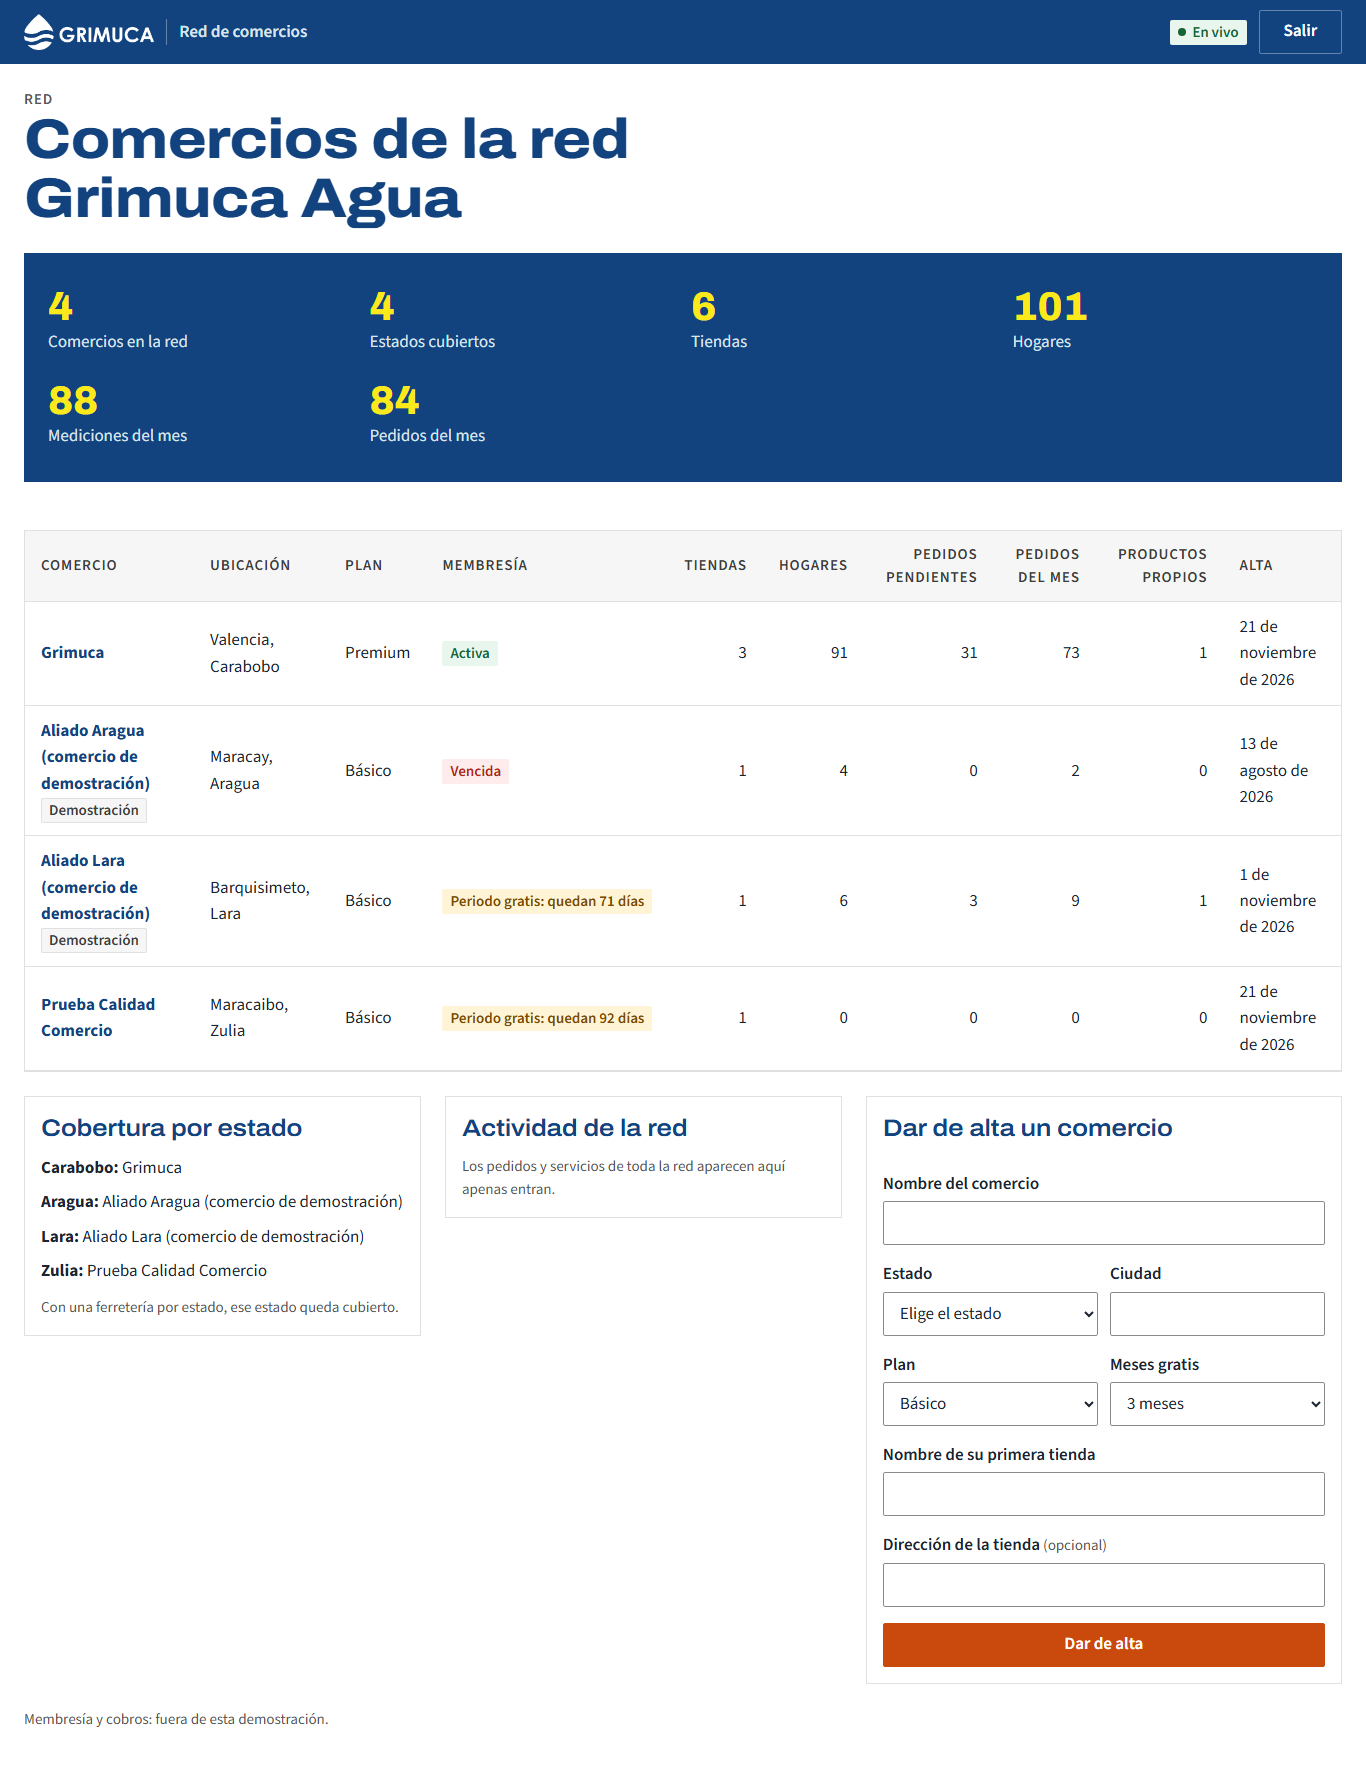 GRIMUCA
Red de comercios
En vivo
Salir
RED
Comercios de la red
Grimuca Agua
4
Comercios en la red
4
Estados cubiertos
6
Tiendas
101
Hogares
88
Mediciones del mes
84
Pedidos del mes
COMERCIO UBICACIÓN PLAN MEMBRESÍA TIENDAS HOGARES PEDIDOS PENDIENTES PEDIDOS DEL MES PRODUCTOS PROPIOS ALTA
Grimuca Valencia, Carabobo Premium Activa 3 91 31 73 1 21 de noviembre de 2026
Aliado Aragua (comercio de demostración) Demostración Maracay, Aragua Básico Vencida 1 4 0 2 0 13 de agosto de 2026
Aliado Lara (comercio de demostración) Demostración Barquisimeto, Lara Básico Periodo gratis: quedan 71 días 1 6 3 9 1 1 de noviembre de 2026
Prueba Calidad Comercio Maracaibo, Zulia Básico Periodo gratis: quedan 92 días 1 0 0 0 0 21 de noviembre de 2026
Cobertura por estado
Carabobo: Grimuca
Aragua: Aliado Aragua (comercio de demostración)
Lara: Aliado Lara (comercio de demostración)
Zulia: Prueba Calidad Comercio
Con una ferretería por estado, ese estado queda cubierto.
Actividad de la red
Los pedidos y servicios de toda la red aparecen aquí
apenas entran.
Dar de alta un comercio
Nombre del comercio
Estado Ciudad
Elige el estado
Plan Meses gratis
Básico 3 meses
Nombre de su primera tienda
Dirección de la tienda (opcional)
Dar de alta
Membresía y cobros: fuera de esta demostración.